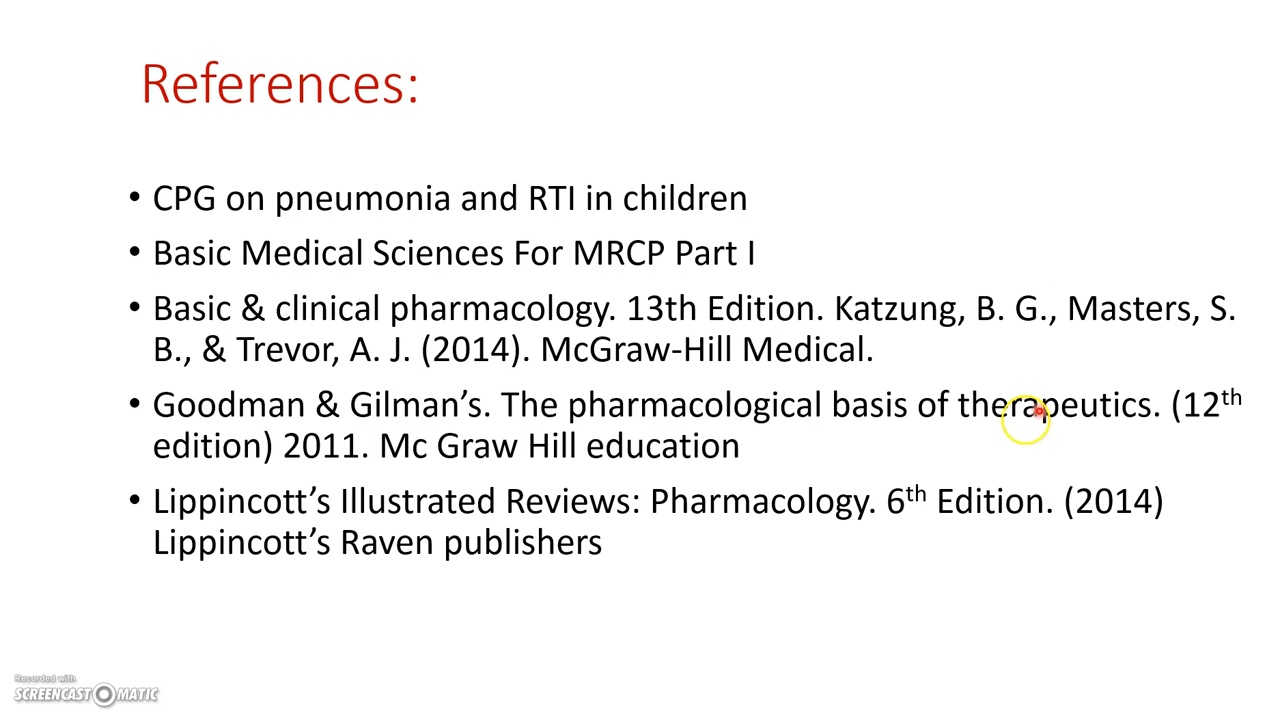 References:
• CPG on pneumonia and RTI in children
• Basic Medical Sciences For MRCP Part I
• Basic & clinical pharmacology. 13th Edition. Katzung, B. G., Masters, S.
B., & Trevor, A. J. (2014). McGraw-Hill Medical.
• Goodman & Gilman’s. The pharmacological basis of therapeutics. (12th
edition) 2011. Mc Graw Hill education
• Lippincott’s Illustrated Reviews: Pharmacology. 6th Edition. (2014)
Lippincott’s Raven publishers
Recorded with
SCREENCAST MATIC